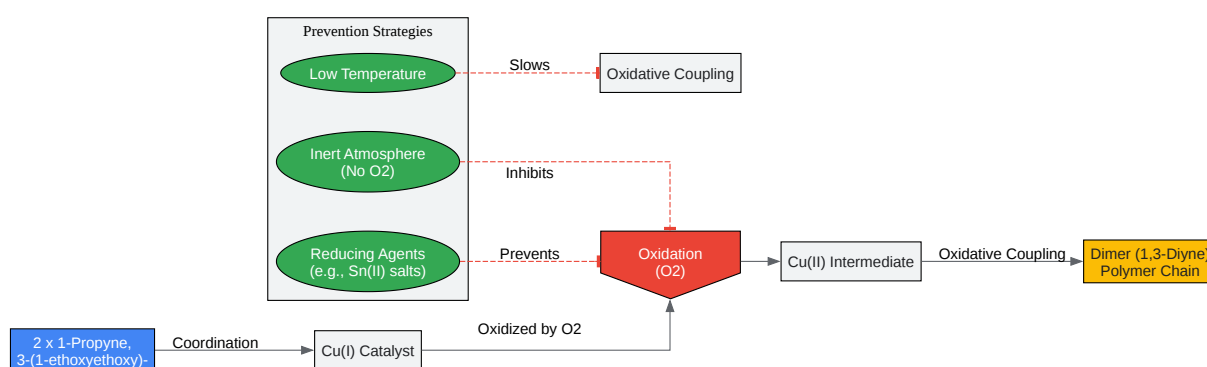 Prevention Strategies
Low Temperature
Slows
Oxidative Coupling
Inert Atmosphere
(No O2)
Inhibits
Reducing Agents
(e.g., Sn(II) salts)
Prevents
Oxidation
(O2)
Cu(II) Intermediate
Oxidative Coupling
Dimer (1,3-Diyne)
Polymer Chain
2 x 1-Propyne,
3-(1-ethoxyethoxy)-
Coordination
Cu(I) Catalyst
Oxidized by O2